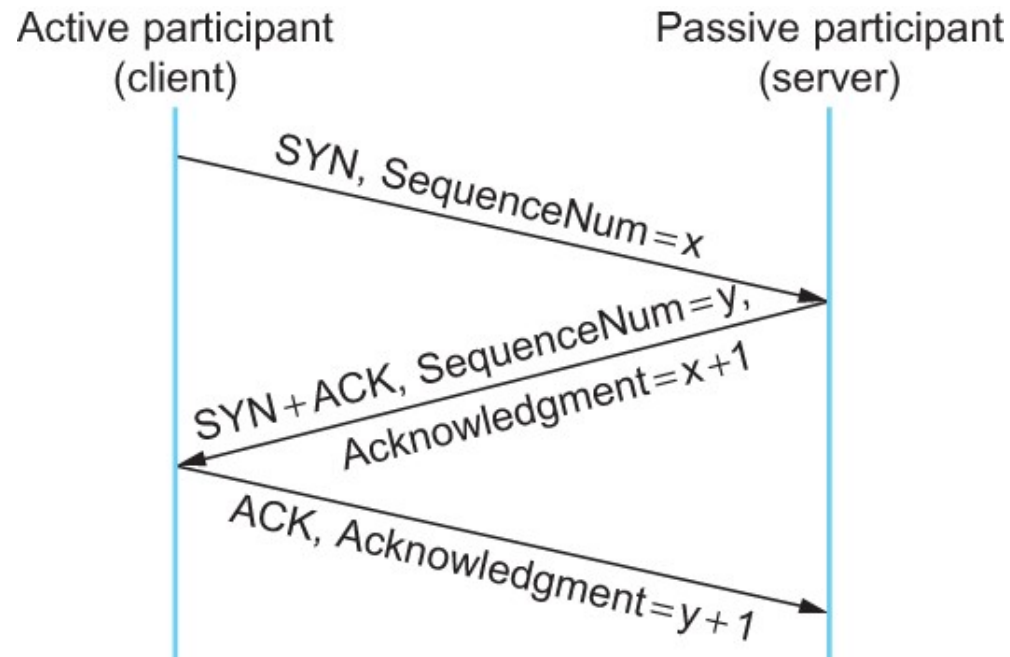 Active participant
(client)
Passive participant
(server)
SYN, SequenceNum=x
SYN+ACK, SequenceNum=y,
Acknowledgment=x+1
ACK, Acknowledgment=y+1